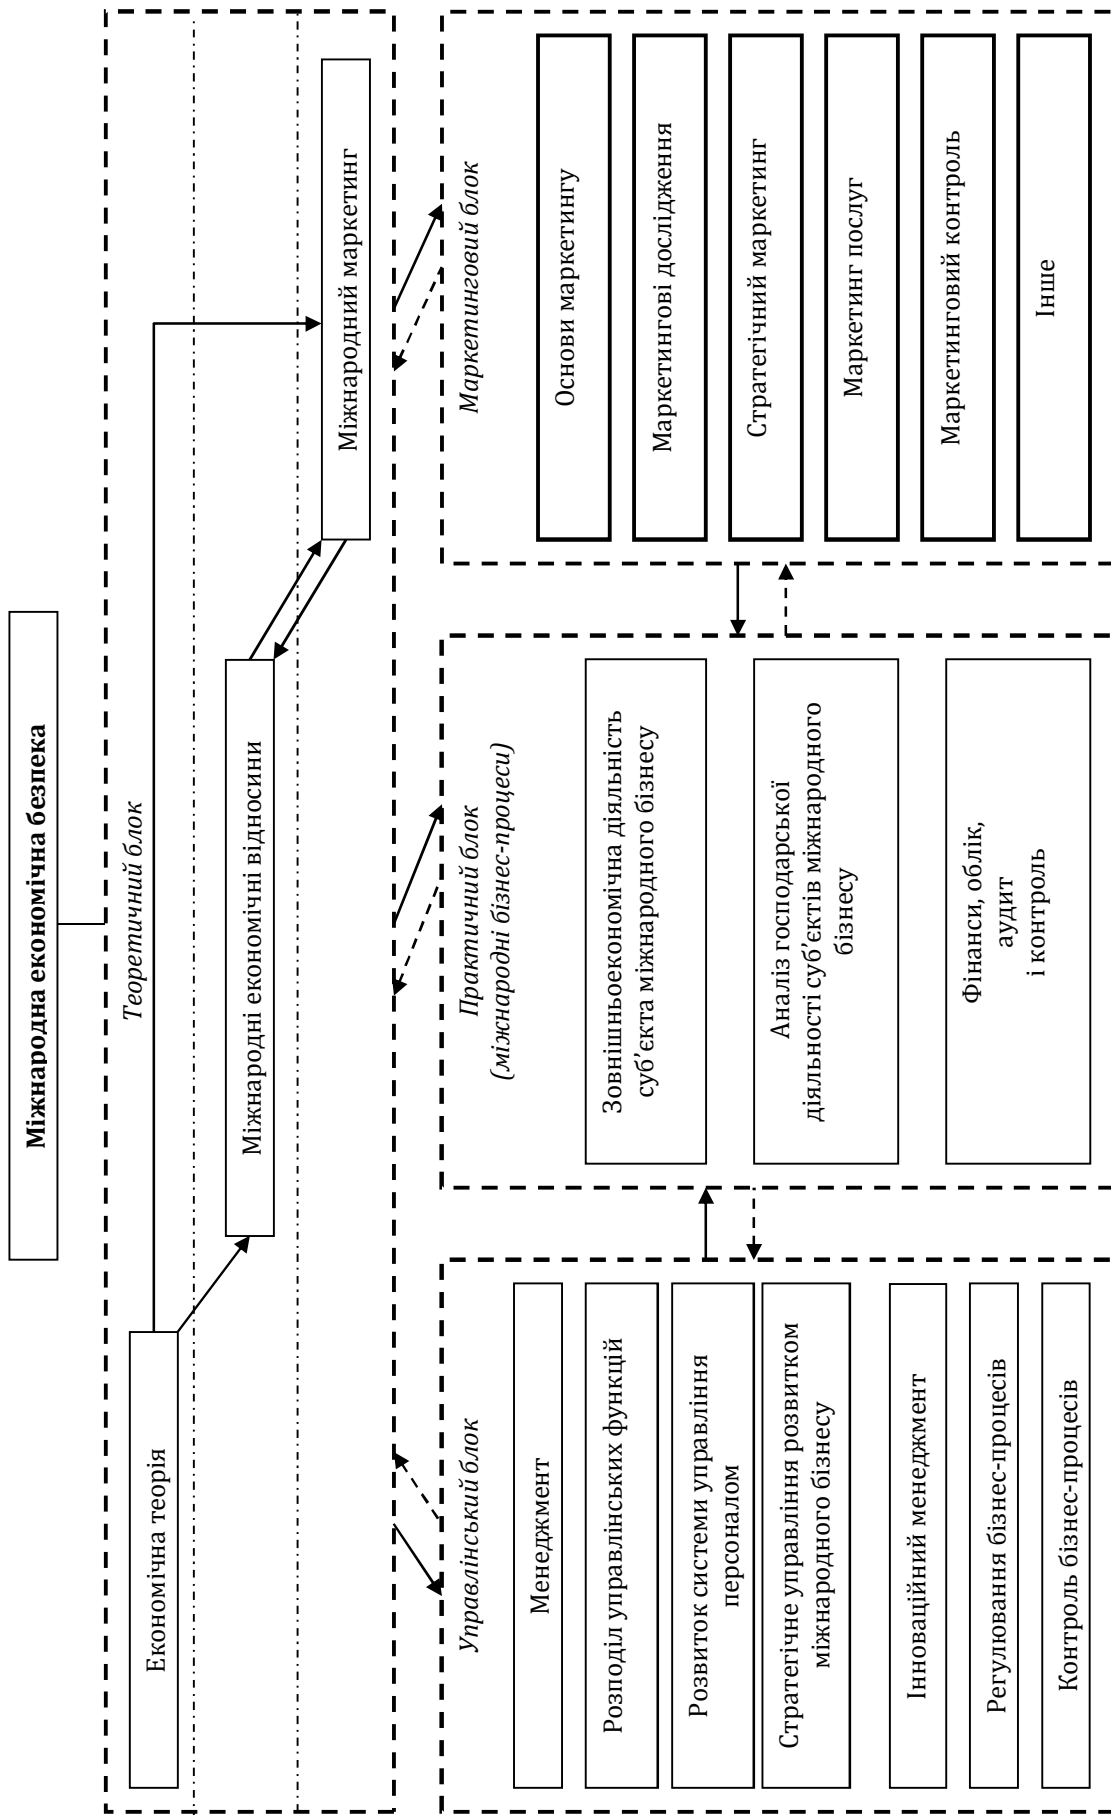 Міжнародна економічна безпека
Теоретичний блок
Економічна теорія
Міжнародні економічні відносини
Міжнародний маркетинг
Управлінський блок
Менеджмент
Розподіл управлінських функцій
Розвиток системи управління
персоналом
Стратегічне управління розвитком
міжнародного бізнесу
Інноваційний менеджмент
Регулювання бізнес-процесів
Контроль бізнес-процесів
Практичний блок
(міжнародні бізнес-процеси)
Зовнішньоекономічна діяльність
суб’єкта міжнародного бізнесу
Аналіз господарської
діяльності суб’єктів міжнародного
бізнесу
Фінанси, облік,
аудит
і контроль
Маркетинговий блок
Основи маркетингу
Маркетингові дослідження
Стратегічний маркетинг
Маркетинг послуг
Маркетинговий контроль
Інше